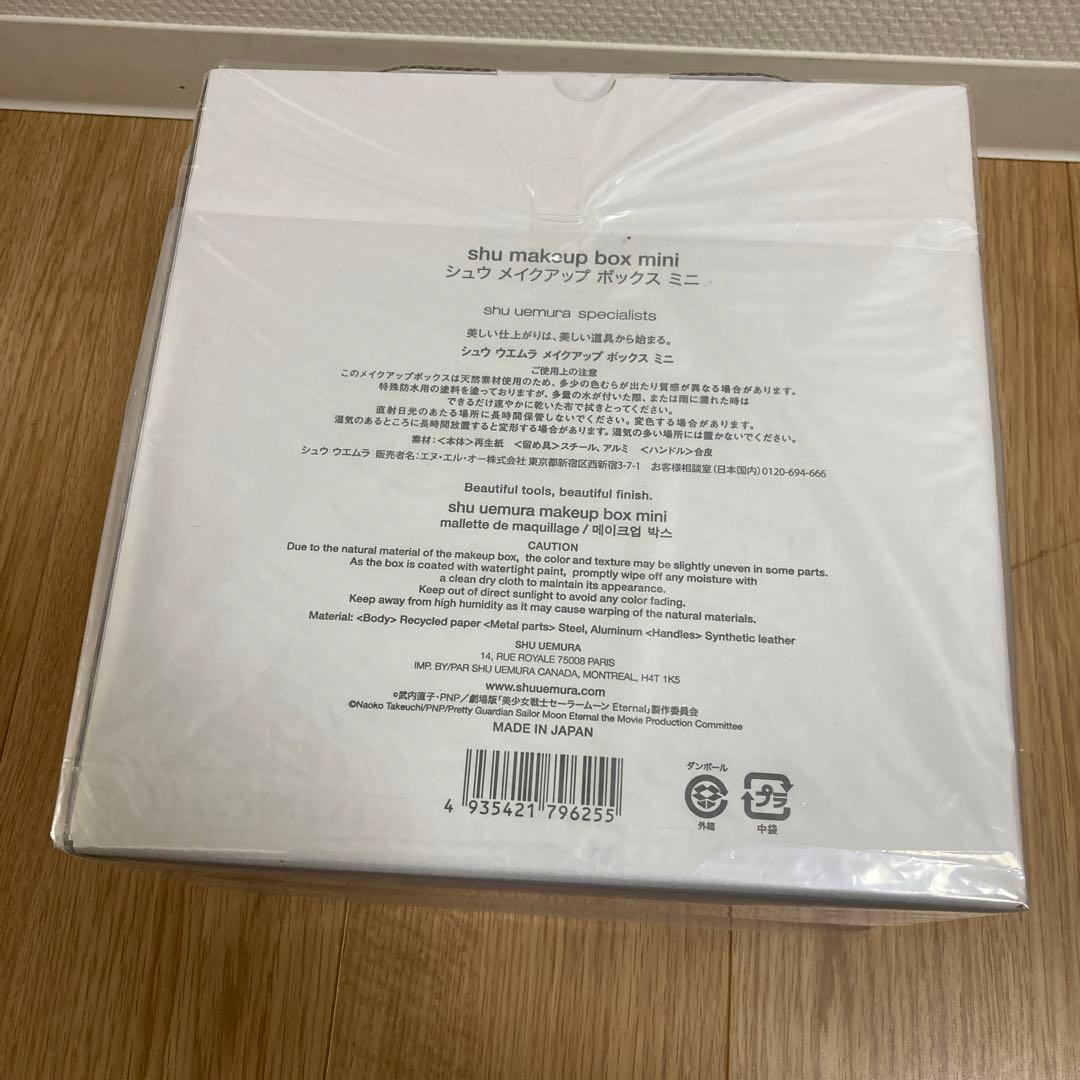 shu makeup box mini
シュウ メイクアップ ボックス ミニ
shu uemura specialists
美しい仕上がりは、美しい道具から始まる。
シュウ ウエムラ メイクアップ ボックス ミニ
ご使用上の注意
このメイクアップボックスは天然素材使用のため、多少の色むらが出たり質感が異なる場合があります。
特殊防水用の塗料を塗っておりますが、多量の水が付いた際、または雨に濡れた時は
できるだけ速やかに乾いた布で拭きとってください。
直射日光のあたる場所に長時間保管しないでください。変色する場合があります。
湿気のあるところに長時間放置すると変形する場合があります。湿気の多い場所には置かないでください。
素材：<本体>再生紙 <留め具>スチール、アルミ <ハンドル>合皮
シュウ ウエムラ 販売者名：エヌ・エル・オー株式会社 東京都新宿区西新宿3-7-1 お客様相談室（日本国内）0120-694-666
Beautiful tools, beautiful finish.
shu uemura makeup box mini
mallette de maquillage / 메이크업 박스
CAUTION
Due to the natural material of the makeup box, the color and texture may be slightly uneven in some parts.
As the box is coated with watertight paint, promptly wipe off any moisture with
a clean dry cloth to maintain its appearance.
Keep out of direct sunlight to avoid any color fading.
Keep away from high humidity as it may cause warping of the natural materials.
Material: <Body> Recycled paper <Metal parts> Steel, Aluminum <Handles> Synthetic leather
SHU UEMURA
14, RUE ROYALE 75008 PARIS
IMP. BY/PAR SHU UEMURA CANADA, MONTREAL, H4T 1K5
www.shuuemura.com
©武内直子・PNP／劇場版「美少女戦士セーラームーン Eternal」製作委員会
©Naoko Takeuchi/PNP/Pretty Guardian Sailor Moon Eternal the Movie Production Committee
MADE IN JAPAN
4 935421 796255
ダンボール
外箱
プラ
中袋